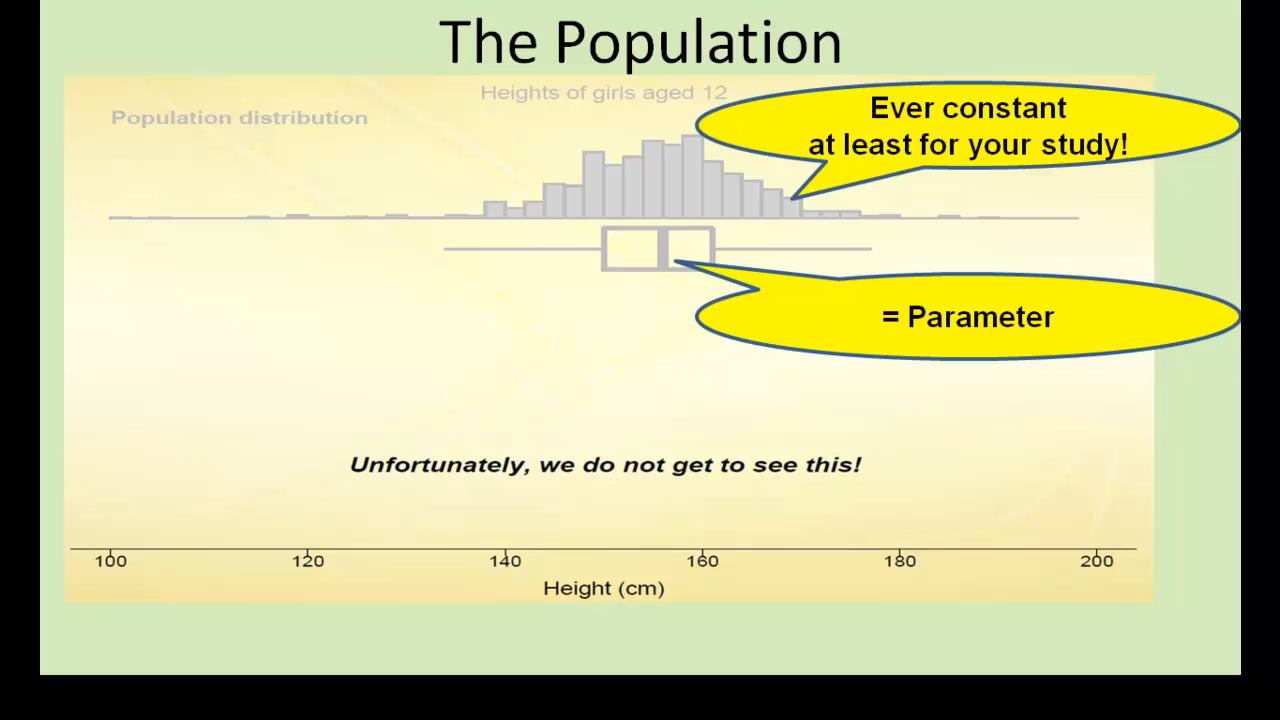 The Population
Heights of girls aged 12
Population distribution
Ever constant
at least for your study!
= Parameter
Unfortunately, we do not get to see this!
100 120 140 160 180 200
Height (cm)